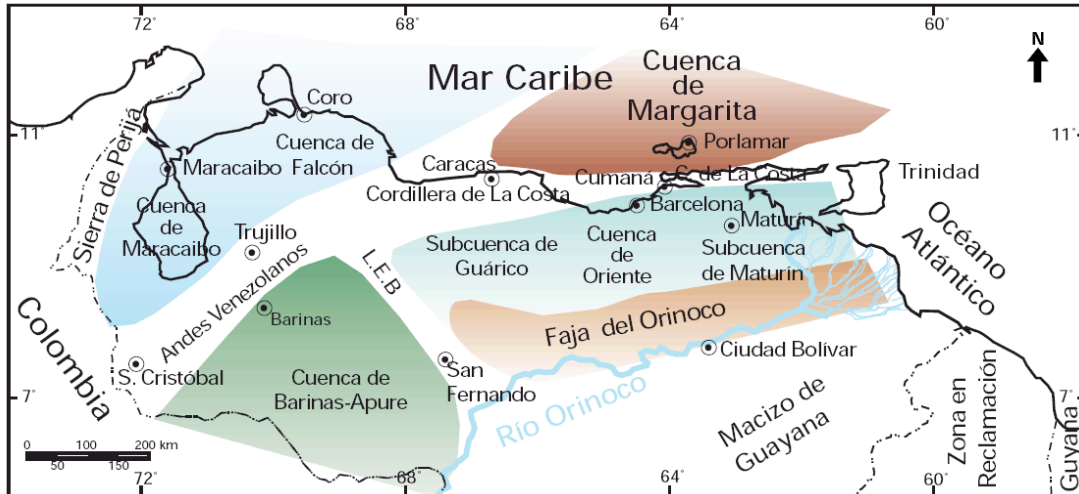 72°
68°
64°
60°
N
Mar Caribe
Cuenca
de
Margarita
Coro
11°
11°
Sierra de Perijá
Cuenca de
Falcón
Maracaibo
Porlamar
Caracas
Cordillera de La Costa
Cumaná
C. de La Costa
Trinidad
Barcelona
Cuenca
de
Maracaibo
Trujillo
Maturín
Subcuenca de
Guárico
Cuenca
de
Oriente
Subcuenca
de Maturín
Océano
Atlántico
L.E.B
Andes Venezolanos
Barinas
Faja del Orinoco
Colombia
S. Cristóbal
San
Fernando
Ciudad Bolívar
Cuenca de
Barinas-Apure
Río Orinoco
Macizo de
Guayana
Zona en
Reclamación
Guyana
7°
7°
0 100 200 km
50 150
72°
68°
64°
60°